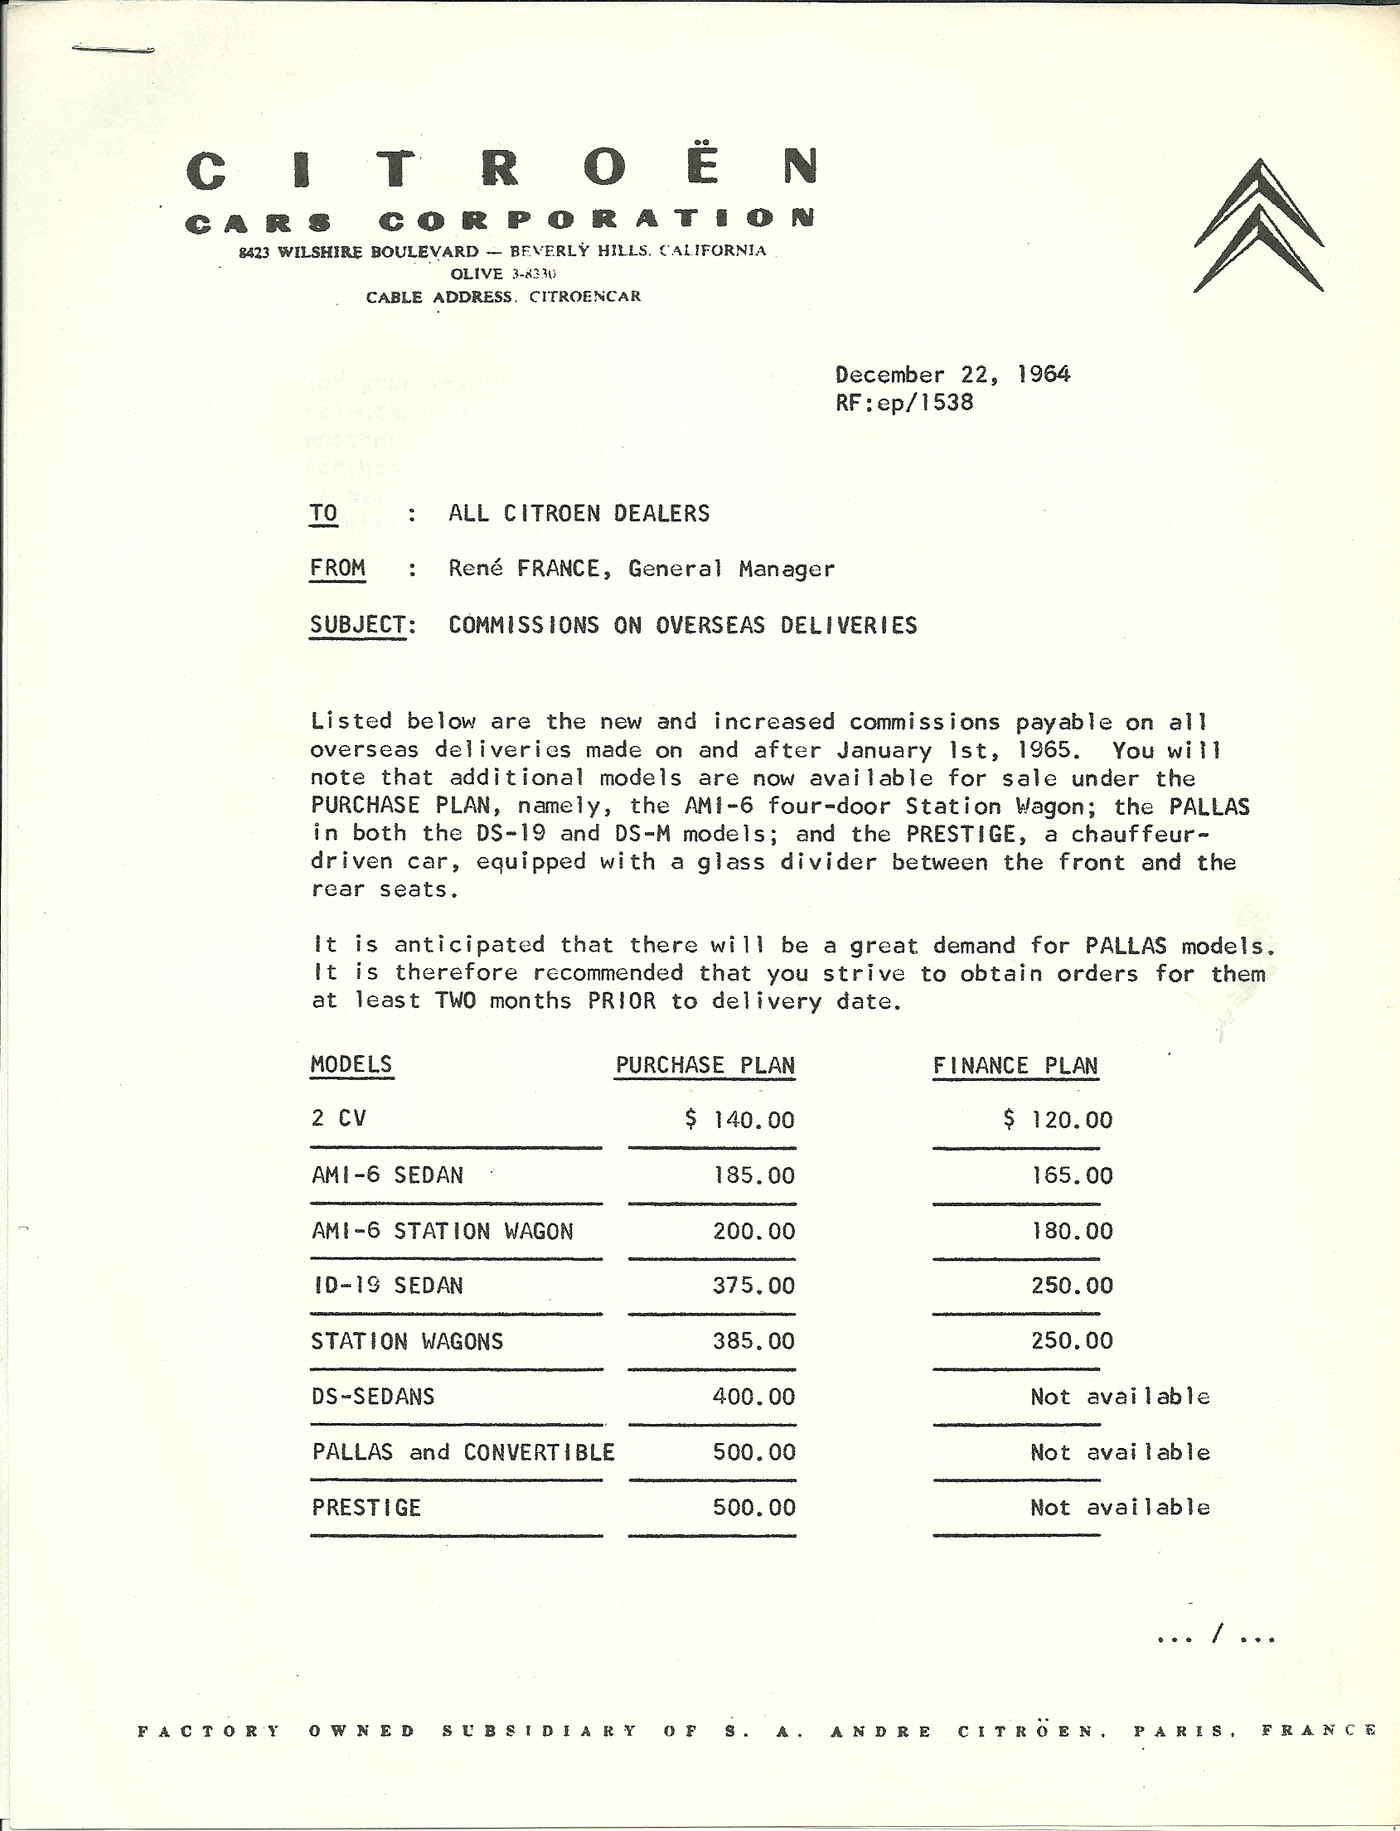 CITROËN
CARS CORPORATION
8423 WILSHIRE BOULEVARD — BEVERLY HILLS. CALIFORNIA
OLIVE 3-8330
CABLE ADDRESS. CITROENCAR
December 22, 1964
RF:ep/1538
TO : ALL CITROEN DEALERS
FROM : René FRANCE, General Manager
SUBJECT: COMMISSIONS ON OVERSEAS DELIVERIES
Listed below are the new and increased commissions payable on all
overseas deliveries made on and after January 1st, 1965. You will
note that additional models are now available for sale under the
PURCHASE PLAN, namely, the AMI-6 four-door Station Wagon; the PALLAS
in both the DS-19 and DS-M models; and the PRESTIGE, a chauffeur-
driven car, equipped with a glass divider between the front and the
rear seats.
It is anticipated that there will be a great demand for PALLAS models.
It is therefore recommended that you strive to obtain orders for them
at least TWO months PRIOR to delivery date.
MODELS PURCHASE PLAN FINANCE PLAN
2 CV $ 140.00 $ 120.00
AMI-6 SEDAN 185.00 165.00
AMI-6 STATION WAGON 200.00 180.00
ID-19 SEDAN 375.00 250.00
STATION WAGONS 385.00 250.00
DS-SEDANS 400.00 Not available
PALLAS and CONVERTIBLE 500.00 Not available
PRESTIGE 500.00 Not available
... / ...
FACTORY OWNED SUBSIDIARY OF S. A. ANDRE CITRÖEN, PARIS, FRANCE